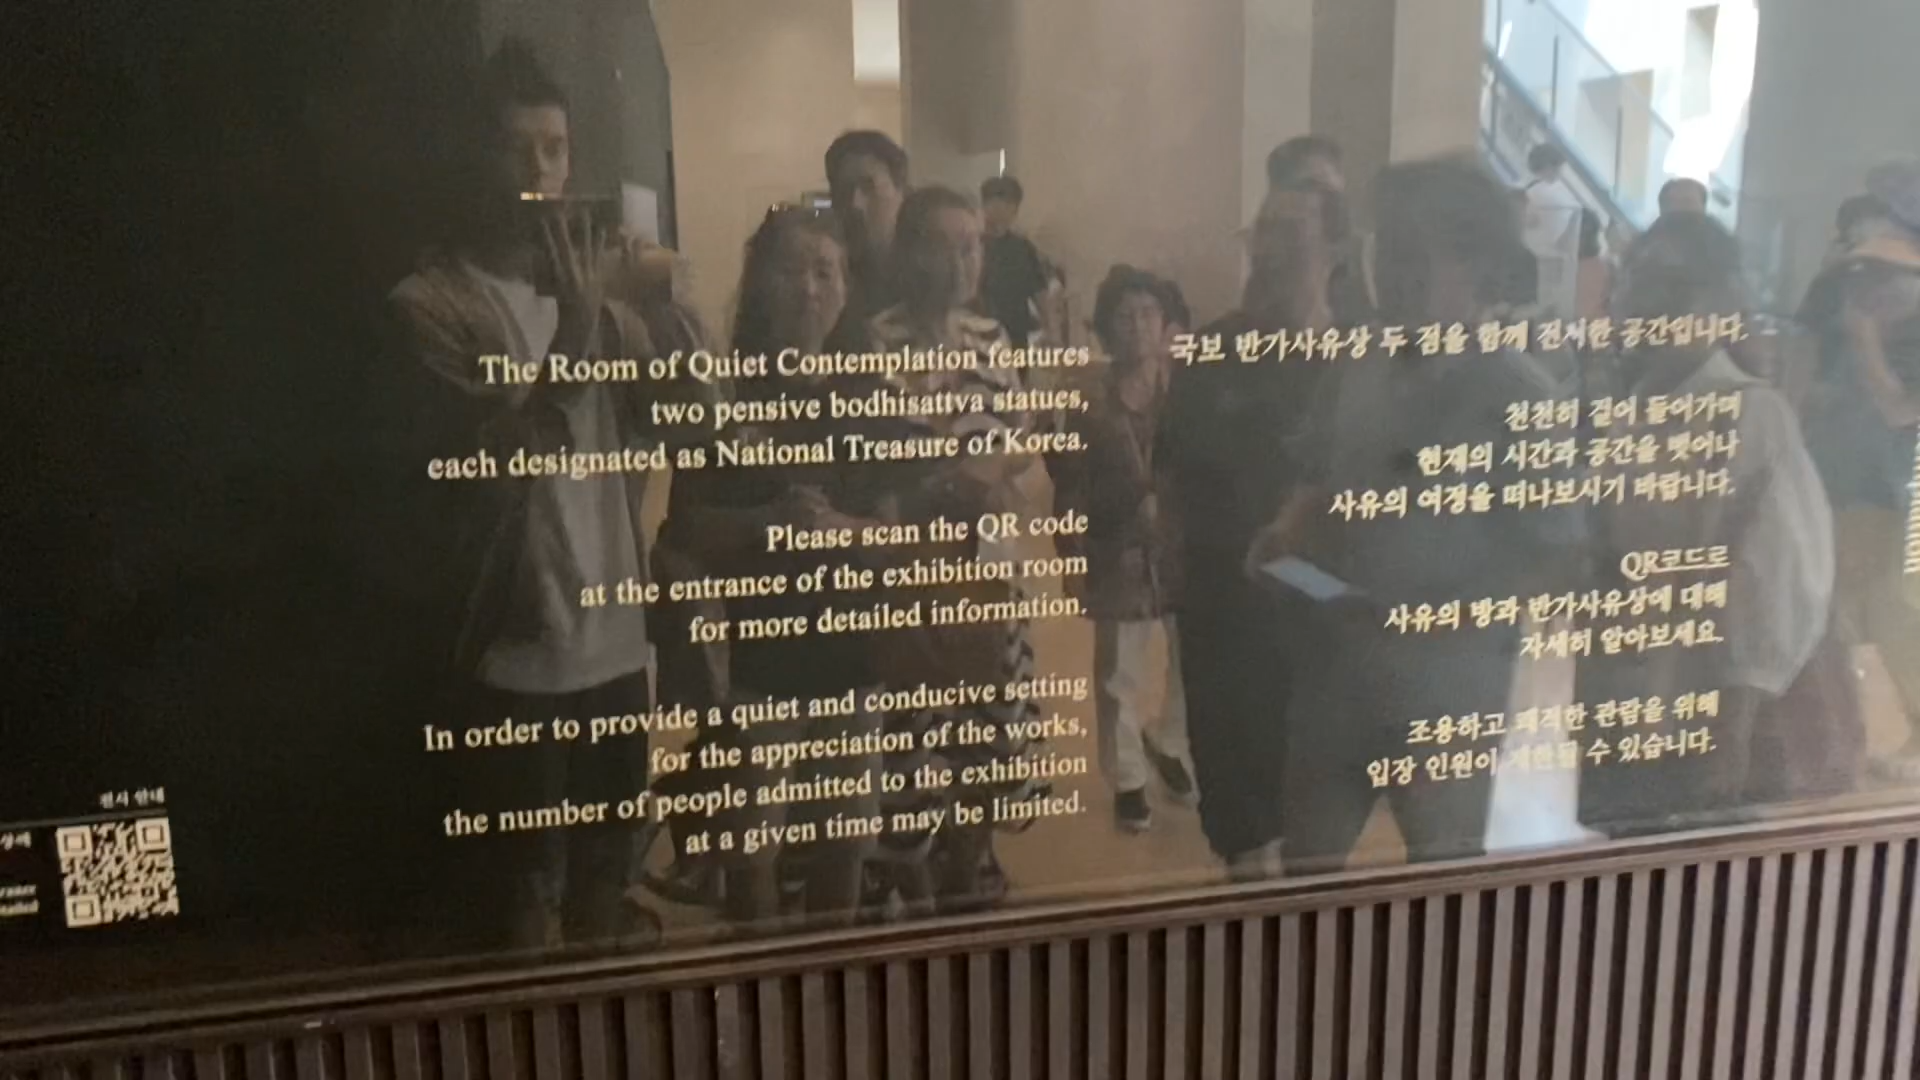 The Room of Quiet Contemplation features
two pensive bodhisattva statues,
each designated as National Treasure of Korea.
Please scan the QR code
at the entrance of the exhibition room
for more detailed information.
In order to provide a quiet and conducive setting
for the appreciation of the works,
the number of people admitted to the exhibition
at a given time may be limited.
국보 반가사유상 두 점을 함께 전시한 공간입니다.
천천히 걸어 들어가며
현재의 시간과 공간을 벗어나
사유의 여정을 떠나보시기 바랍니다.
QR코드로
사유의 방과 반가사유상에 대해
자세히 알아보세요.
조용하고 쾌적한 관람을 위해
입장 인원이 제한될 수 있습니다.
전시 안내